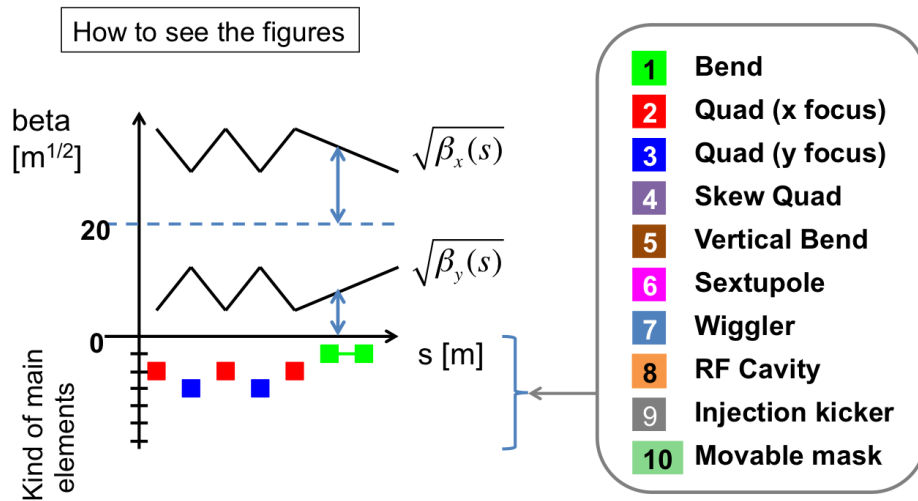 How to see the figures
beta
[m1/2]
√βx(s)
20
√βy(s)
0
s [m]
Kind of main
elements
1 Bend
2 Quad (x focus)
3 Quad (y focus)
4 Skew Quad
5 Vertical Bend
6 Sextupole
7 Wiggler
8 RF Cavity
9 Injection kicker
10 Movable mask